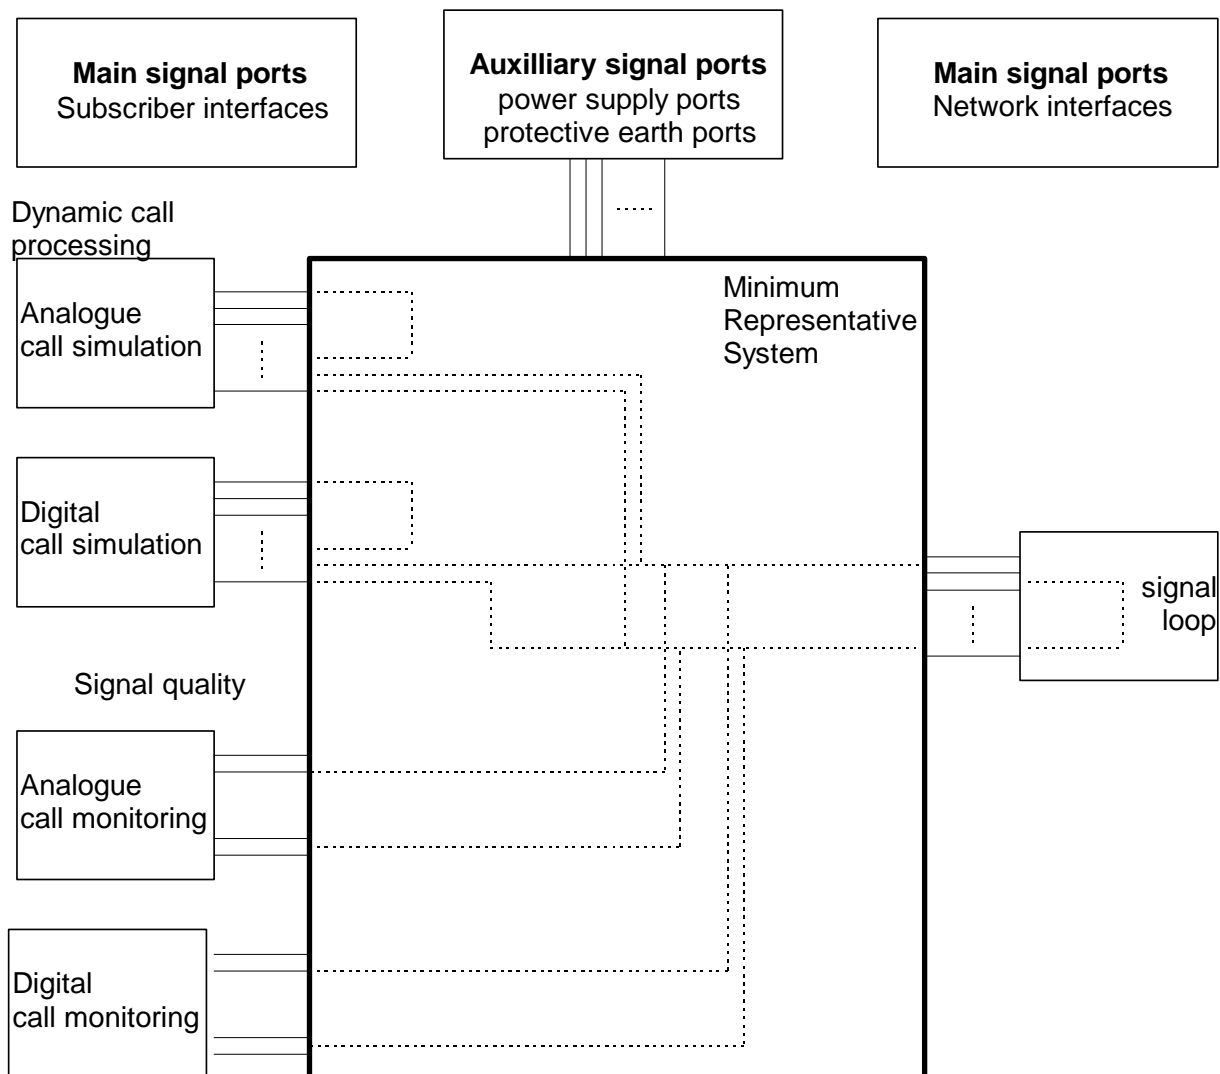 Main signal ports
Subscriber interfaces
Auxilliary signal ports
power supply ports
protective earth ports
Main signal ports
Network interfaces
Dynamic call
processing
Analogue
call simulation
Minimum
Representative
System
Digital
call simulation
signal
loop
Signal quality
Analogue
call monitoring
Digital
call monitoring